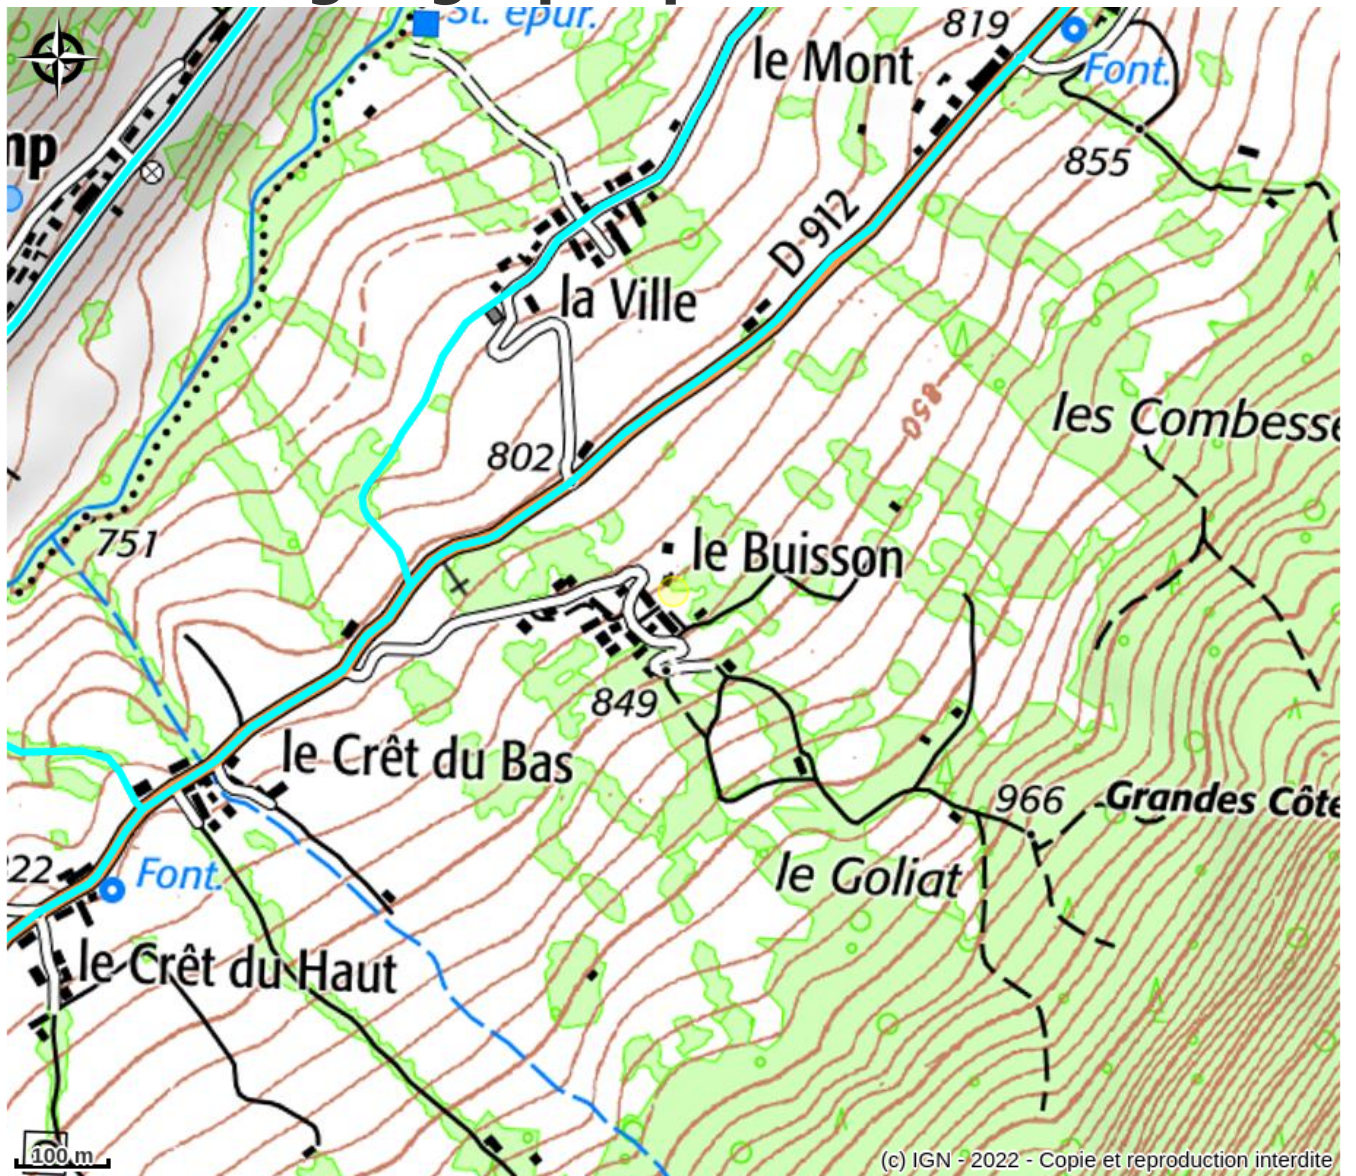 St. épur.
819
le Mont
Font.
mp
855
D 912
la Ville
850
les Combesse
802
751
le Buisson
849
le Crêt du Bas
966
Grandes Côte
22
Font.
le Goliat
le Crêt du Haut
100 m
(c) IGN - 2022 - Copie et reproduction interdite